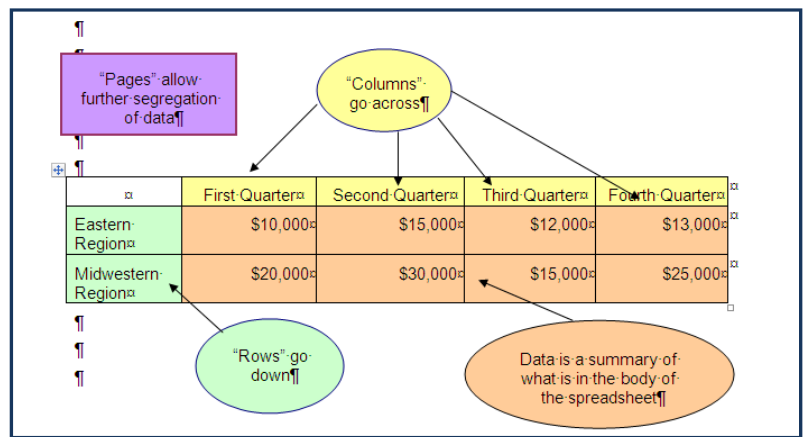 “Pages” allow
further segregation
of data¶
“Columns”
go across¶
First Quarter¤ Second Quarter¤ Third Quarter¤ Fourth Quarter¤
Eastern $10,000¤ $15,000¤ $12,000¤ $13,000¤
Region¤
Midwestern $20,000¤ $30,000¤ $15,000¤ $25,000¤
Region¤
“Rows” go
down¶
Data is a summary of
what is in the body of
the spreadsheet¶